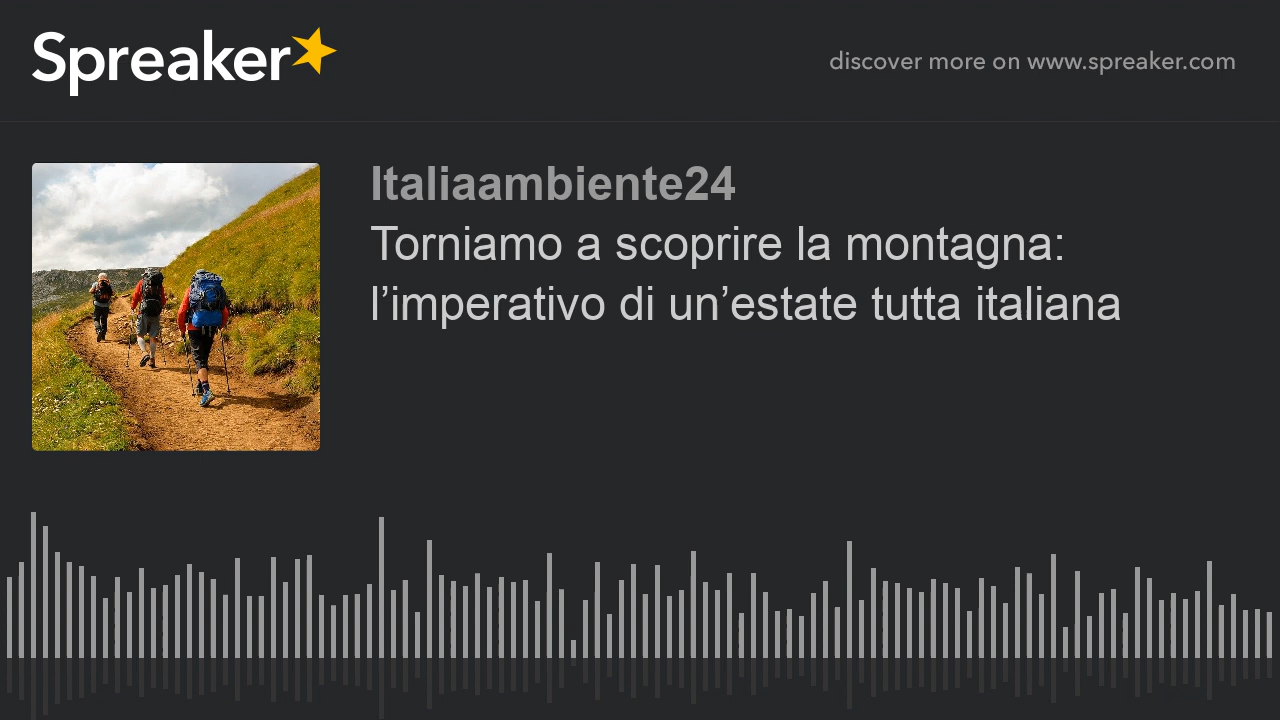 Spreaker
discover more on www.spreaker.com
Italiaambiente24
Torniamo a scoprire la montagna:
l’imperativo di un’estate tutta italiana